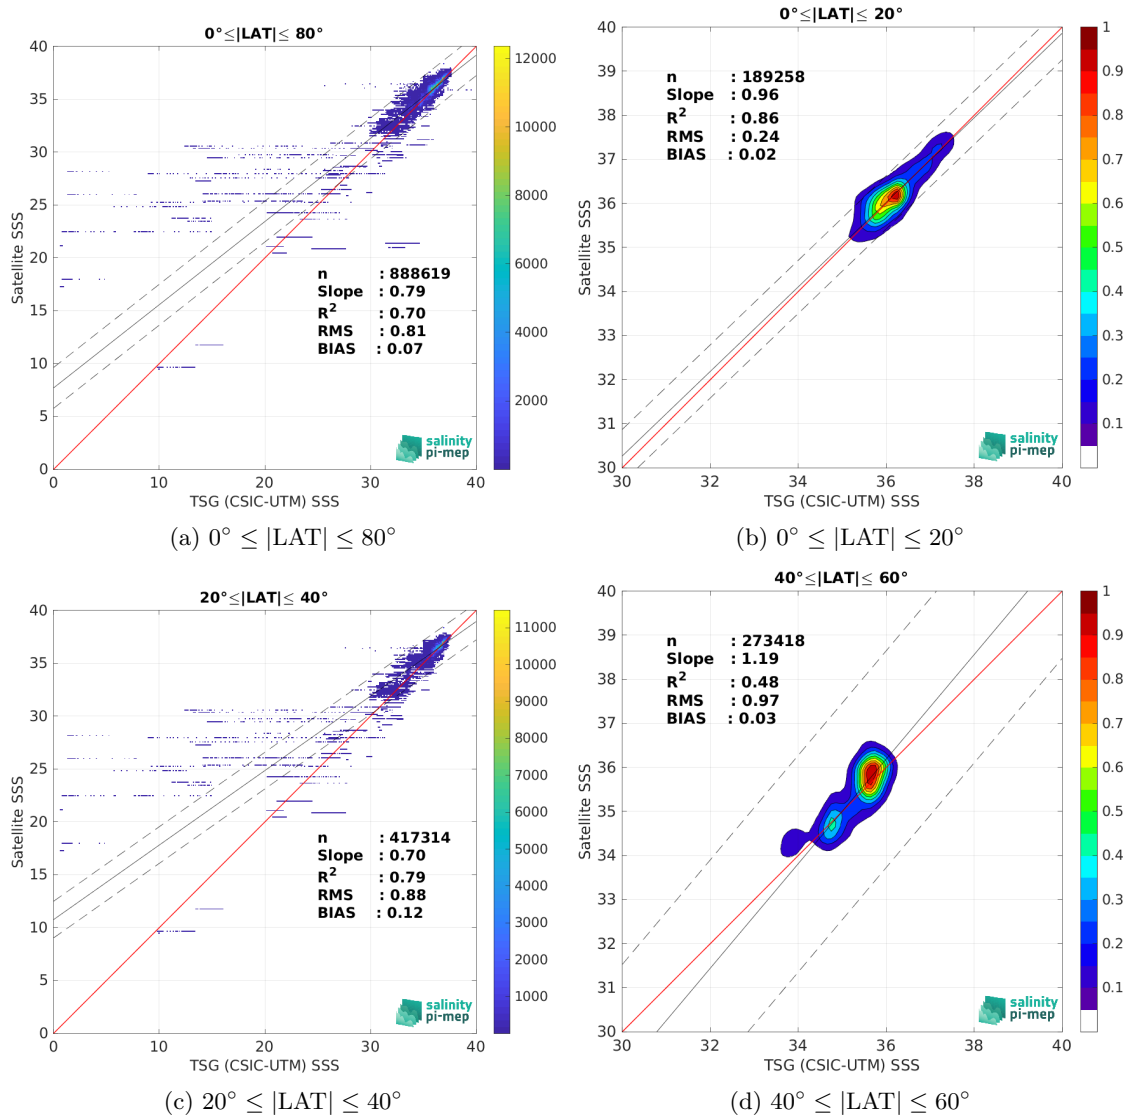 0°≤|LAT|≤ 80°
40
35
30
25
20
15
10
5
0
Satellite SSS
n : 888619
Slope : 0.79
R² : 0.70
RMS : 0.81
BIAS : 0.07
salinity
pi-mep
0 10 20 30 40
TSG (CSIC-UTM) SSS
12000
10000
8000
6000
4000
2000
(a) 0° ≤ |LAT| ≤ 80°
0°≤|LAT|≤ 20°
40
39
38
37
36
35
34
33
32
31
30
Satellite SSS
n : 189258
Slope : 0.96
R² : 0.86
RMS : 0.24
BIAS : 0.02
salinity
pi-mep
30 32 34 36 38 40
TSG (CSIC-UTM) SSS
1
0.9
0.8
0.7
0.6
0.5
0.4
0.3
0.2
0.1
(b) 0° ≤ |LAT| ≤ 20°
20°≤|LAT|≤ 40°
40
35
30
25
20
15
10
5
0
Satellite SSS
n : 417314
Slope : 0.70
R² : 0.79
RMS : 0.88
BIAS : 0.12
salinity
pi-mep
0 10 20 30 40
TSG (CSIC-UTM) SSS
11000
10000
9000
8000
7000
6000
5000
4000
3000
2000
1000
(c) 20° ≤ |LAT| ≤ 40°
40°≤|LAT|≤ 60°
40
39
38
37
36
35
34
33
32
31
30
Satellite SSS
n : 273418
Slope : 1.19
R² : 0.48
RMS : 0.97
BIAS : 0.03
salinity
pi-mep
30 32 34 36 38 40
TSG (CSIC-UTM) SSS
1
0.9
0.8
0.7
0.6
0.5
0.4
0.3
0.2
0.1
(d) 40° ≤ |LAT| ≤ 60°